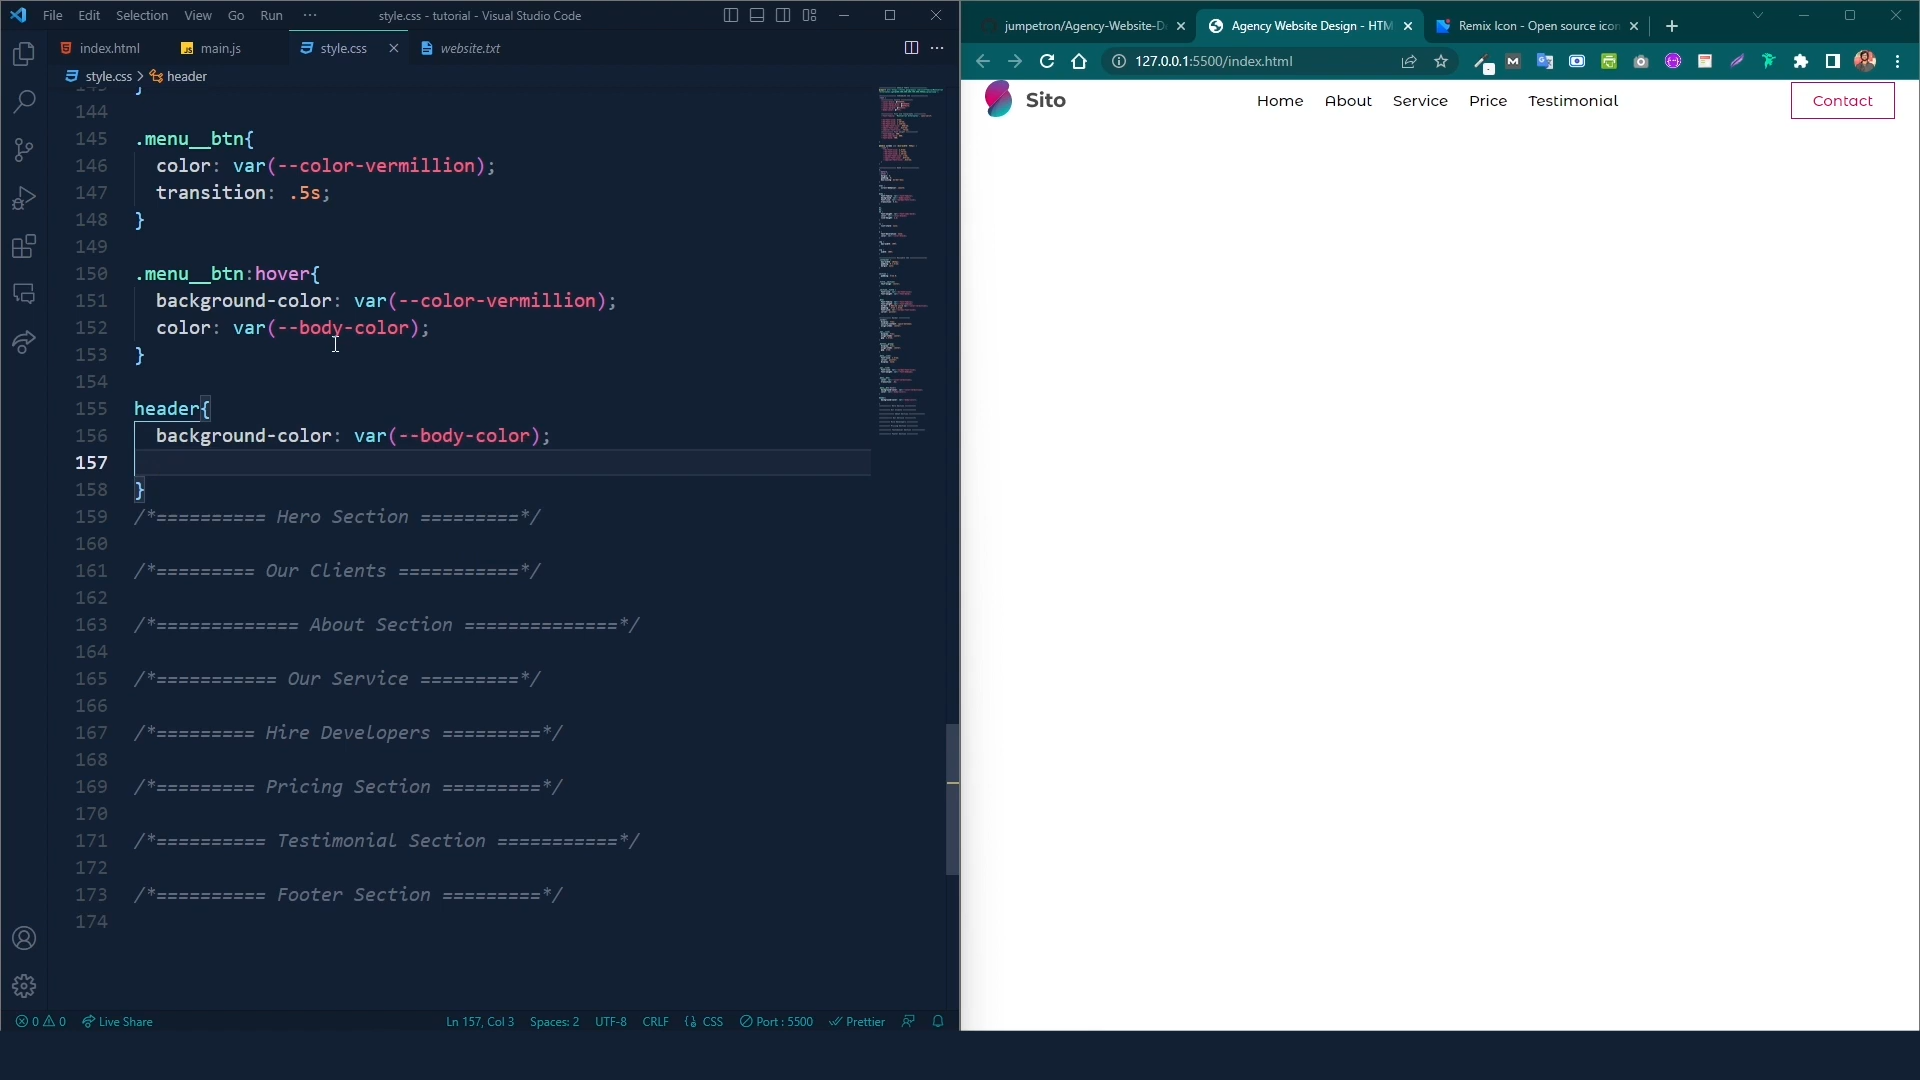 File Edit Selection View Go Run ··· style.css - tutorial - Visual Studio Code
index.html main.js style.css website.txt
style.css > header
144
145 .menu__btn{
146 color: var(--color-vermillion);
147 transition: .5s;
148 }
149
150 .menu__btn:hover{
151 background-color: var(--color-vermillion);
152 color: var(--body-color);
153 }
154
155 header{
156 background-color: var(--body-color);
157
158 }
159 /*========== Hero Section =========*/
160
161 /*========= Our Clients ===========*/
162
163 /*============= About Section ==============*/
164
165 /*=========== Our Service =========*/
166
167 /*========= Hire Developers =========*/
168
169 /*========= Pricing Section =========*/
170
171 /*========== Testimonial Section ===========*/
172
173 /*========== Footer Section =========*/
174
0 0 Live Share Ln 157, Col 3 Spaces: 2 UTF-8 CRLF CSS Port : 5500 Prettier
jumpetron/Agency-Website-D Agency Website Design - HTM Remix Icon - Open source icon
127.0.0.1:5500/index.html
Sito Home About Service Price Testimonial Contact